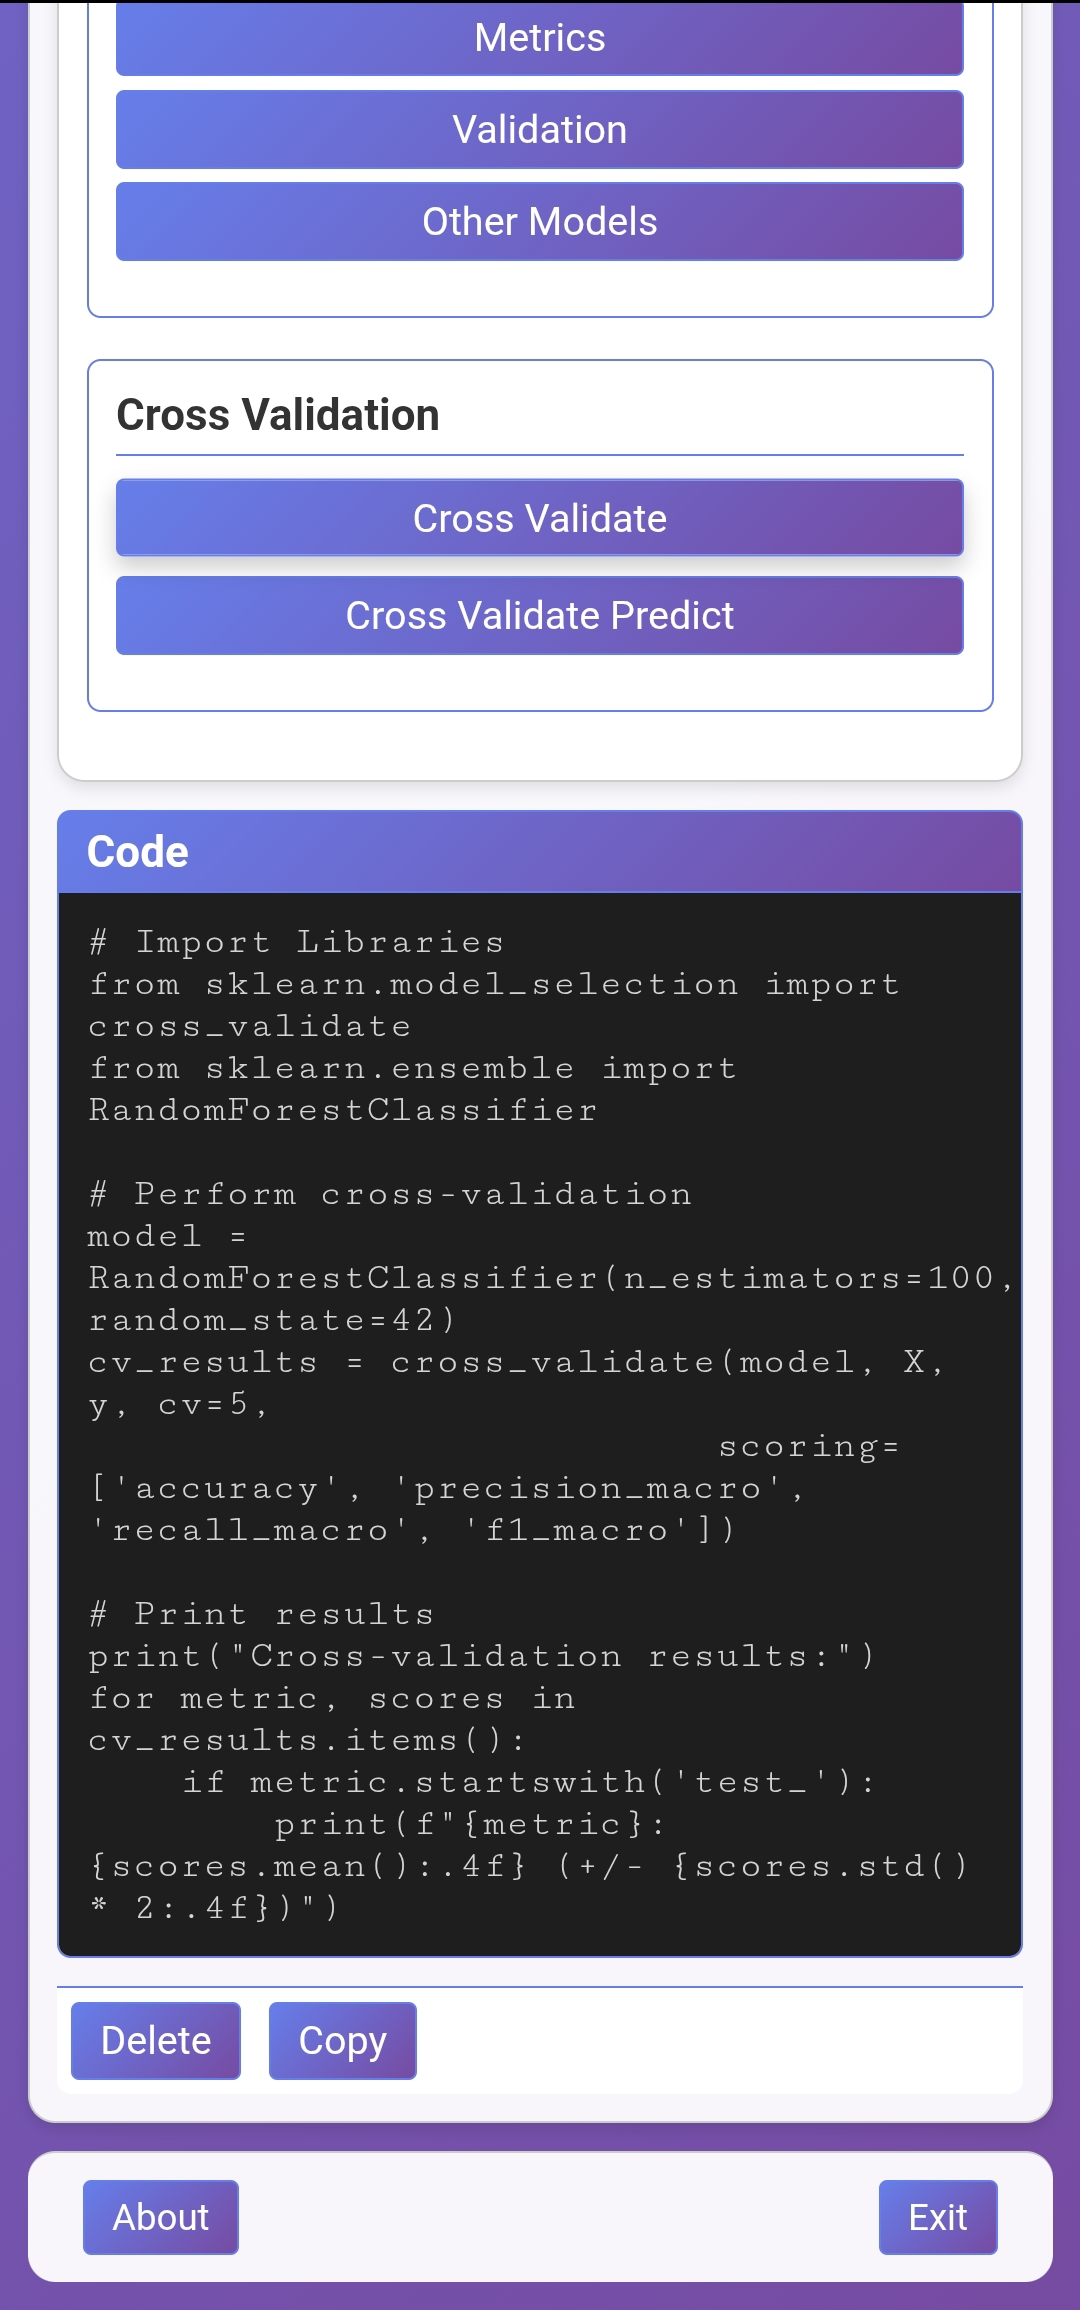 Metrics
Validation
Other Models
Cross Validation
Cross Validate
Cross Validate Predict
Code
# Import Libraries
from sklearn.model_selection import
cross_validate
from sklearn.ensemble import
RandomForestClassifier

# Perform cross-validation
model =
RandomForestClassifier(n_estimators=100,
random_state=42)
cv_results = cross_validate(model, X,
y, cv=5,
                           scoring=
['accuracy', 'precision_macro',
'recall_macro', 'f1_macro'])

# Print results
print("Cross-validation results:")
for metric, scores in
cv_results.items():
    if metric.startswith('test_'):
        print(f"{metric}:
{scores.mean():.4f} (+/- {scores.std()
* 2:.4f})")
Delete
Copy
About
Exit